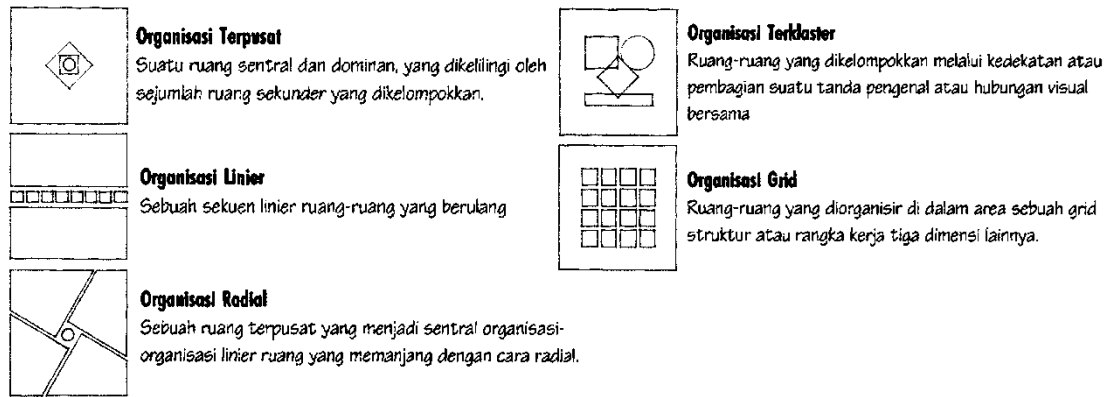 Organisasi Terpusat
Suatu ruang sentral dan dominan, yang dikelilingi oleh
sejumlah ruang sekunder yang dikelompokkan.
Organisasi Linier
Sebuah sekuen linier ruang-ruang yang berulang
Organisasi Radial
Sebuah ruang terpusat yang menjadi sentral organisasi-
organisasi linier ruang yang memanjang dengan cara radial.
Organisasi Terklaster
Ruang-ruang yang dikelompokkan melalui kedekatan atau
pembagian suatu tanda pengenal atau hubungan visual
bersama
Organisasi Grid
Ruang-ruang yang diorganisir di dalam area sebuah grid
struktur atau rangka kerja tiga dimensi lainnya.